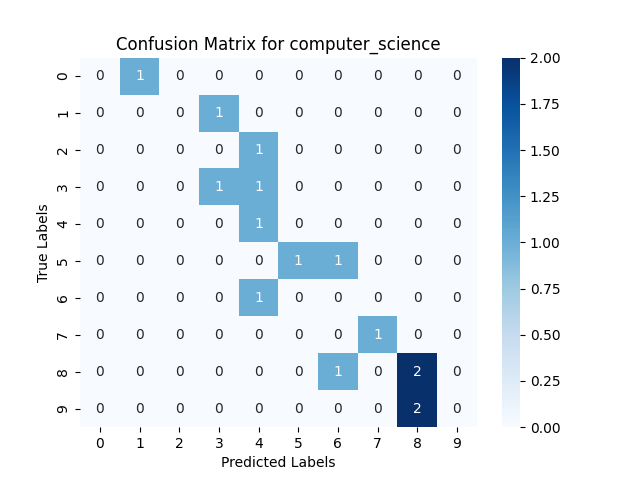 Confusion Matrix for computer_science
0 0 1 0 0 0 0 0 0 0 0
1 0 0 0 1 0 0 0 0 0 0
2 0 0 0 0 1 0 0 0 0 0
3 0 0 0 1 1 0 0 0 0 0
4 0 0 0 0 1 0 0 0 0 0
5 0 0 0 0 0 1 1 0 0 0
6 0 0 0 0 1 0 0 0 0 0
7 0 0 0 0 0 0 0 1 0 0
8 0 0 0 0 0 0 1 0 2 0
9 0 0 0 0 0 0 0 0 2 0
0 1 2 3 4 5 6 7 8 9
Predicted Labels
True Labels
2.00
1.75
1.50
1.25
1.00
0.75
0.50
0.25
0.00